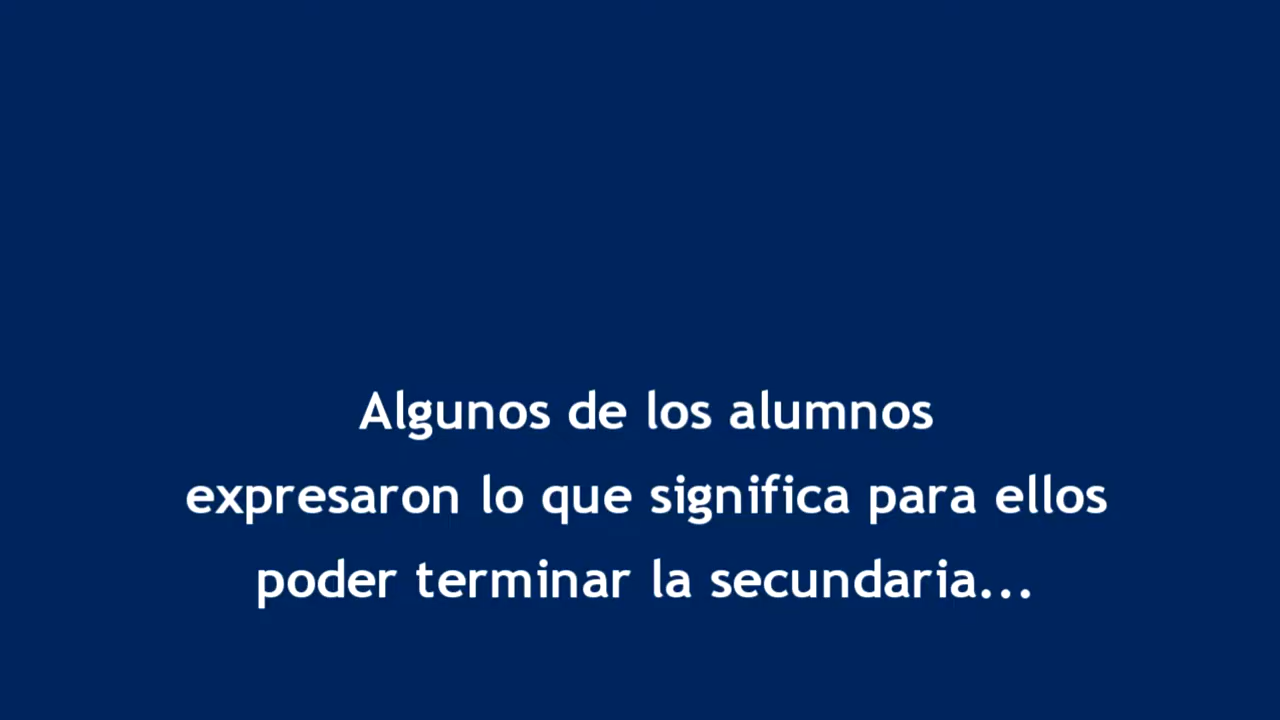 Algunos de los alumnos
expresaron lo que significa para ellos
poder terminar la secundaria...